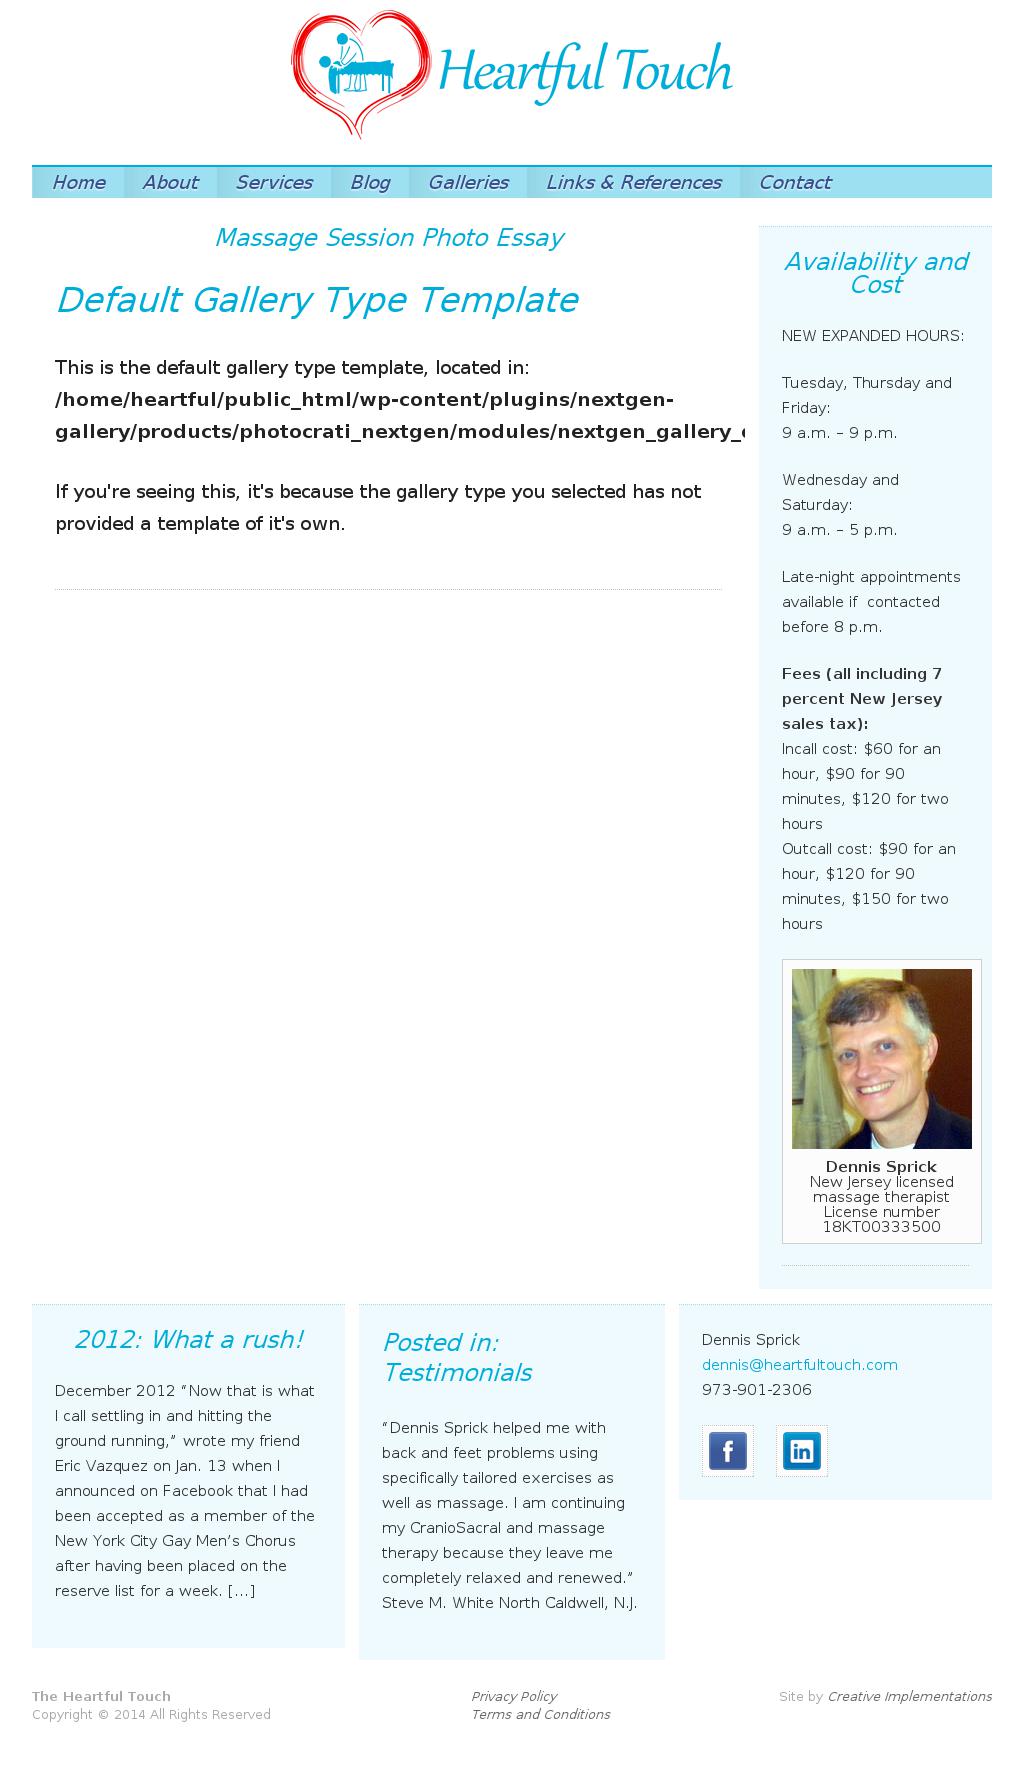 Heartful Touch
Home About Services Blog Galleries Links & References Contact
Massage Session Photo Essay
Default Gallery Type Template
This is the default gallery type template, located in:
/home/heartful/public_html/wp-content/plugins/nextgen-
gallery/products/photocrati_nextgen/modules/nextgen_gallery_
If you're seeing this, it's because the gallery type you selected has not
provided a template of it's own.
Availability and
Cost
NEW EXPANDED HOURS:
Tuesday, Thursday and
Friday:
9 a.m. – 9 p.m.
Wednesday and
Saturday:
9 a.m. – 5 p.m.
Late-night appointments
available if  contacted
before 8 p.m.
Fees (all including 7
percent New Jersey
sales tax):
Incall cost: $60 for an
hour, $90 for 90
minutes, $120 for two
hours
Outcall cost: $90 for an
hour, $120 for 90
minutes, $150 for two
hours
Dennis Sprick
New Jersey licensed
massage therapist
License number
18KT00333500
2012: What a rush!
December 2012 “Now that is what
I call settling in and hitting the
ground running,” wrote my friend
Eric Vazquez on Jan. 13 when I
announced on Facebook that I had
been accepted as a member of the
New York City Gay Men’s Chorus
after having been placed on the
reserve list for a week. […]
Posted in:
Testimonials
“Dennis Sprick helped me with
back and feet problems using
specifically tailored exercises as
well as massage. I am continuing
my CranioSacral and massage
therapy because they leave me
completely relaxed and renewed.”
Steve M. White North Caldwell, N.J.
Dennis Sprick
dennis@heartfultouch.com
973-901-2306
f in
The Heartful Touch
Copyright © 2014 All Rights Reserved
Privacy Policy
Terms and Conditions
Site by Creative Implementations